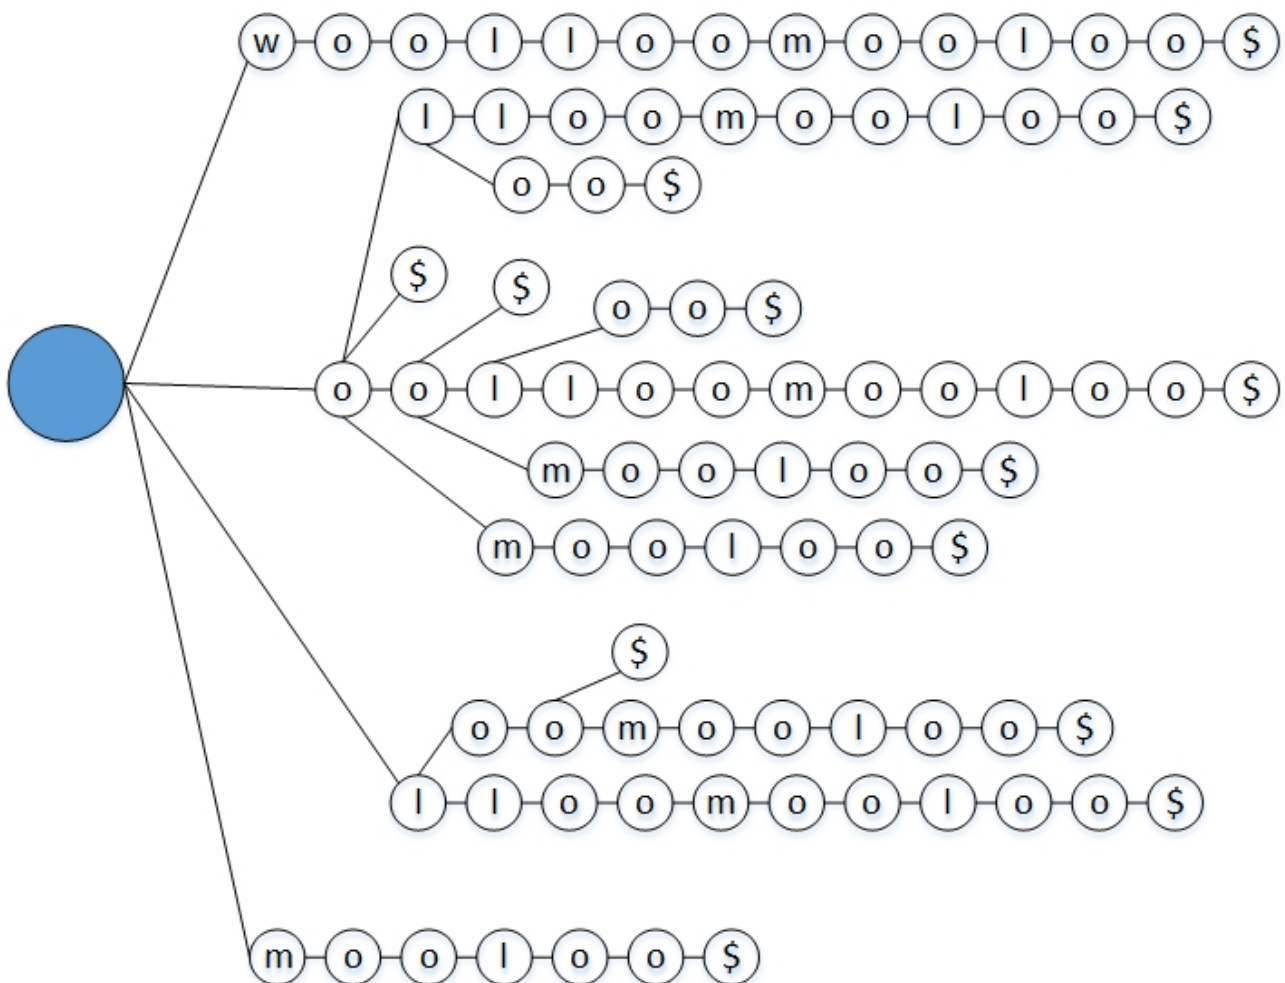 w o o l l o o m o o l o o $
l l o o m o o l o o $
o o $
$
$
o o $
o o l l o o m o o l o o $
m o o l o o $
m o o l o o $
$
o o m o o l o o $
l l o o m o o l o o $
m o o l o o $